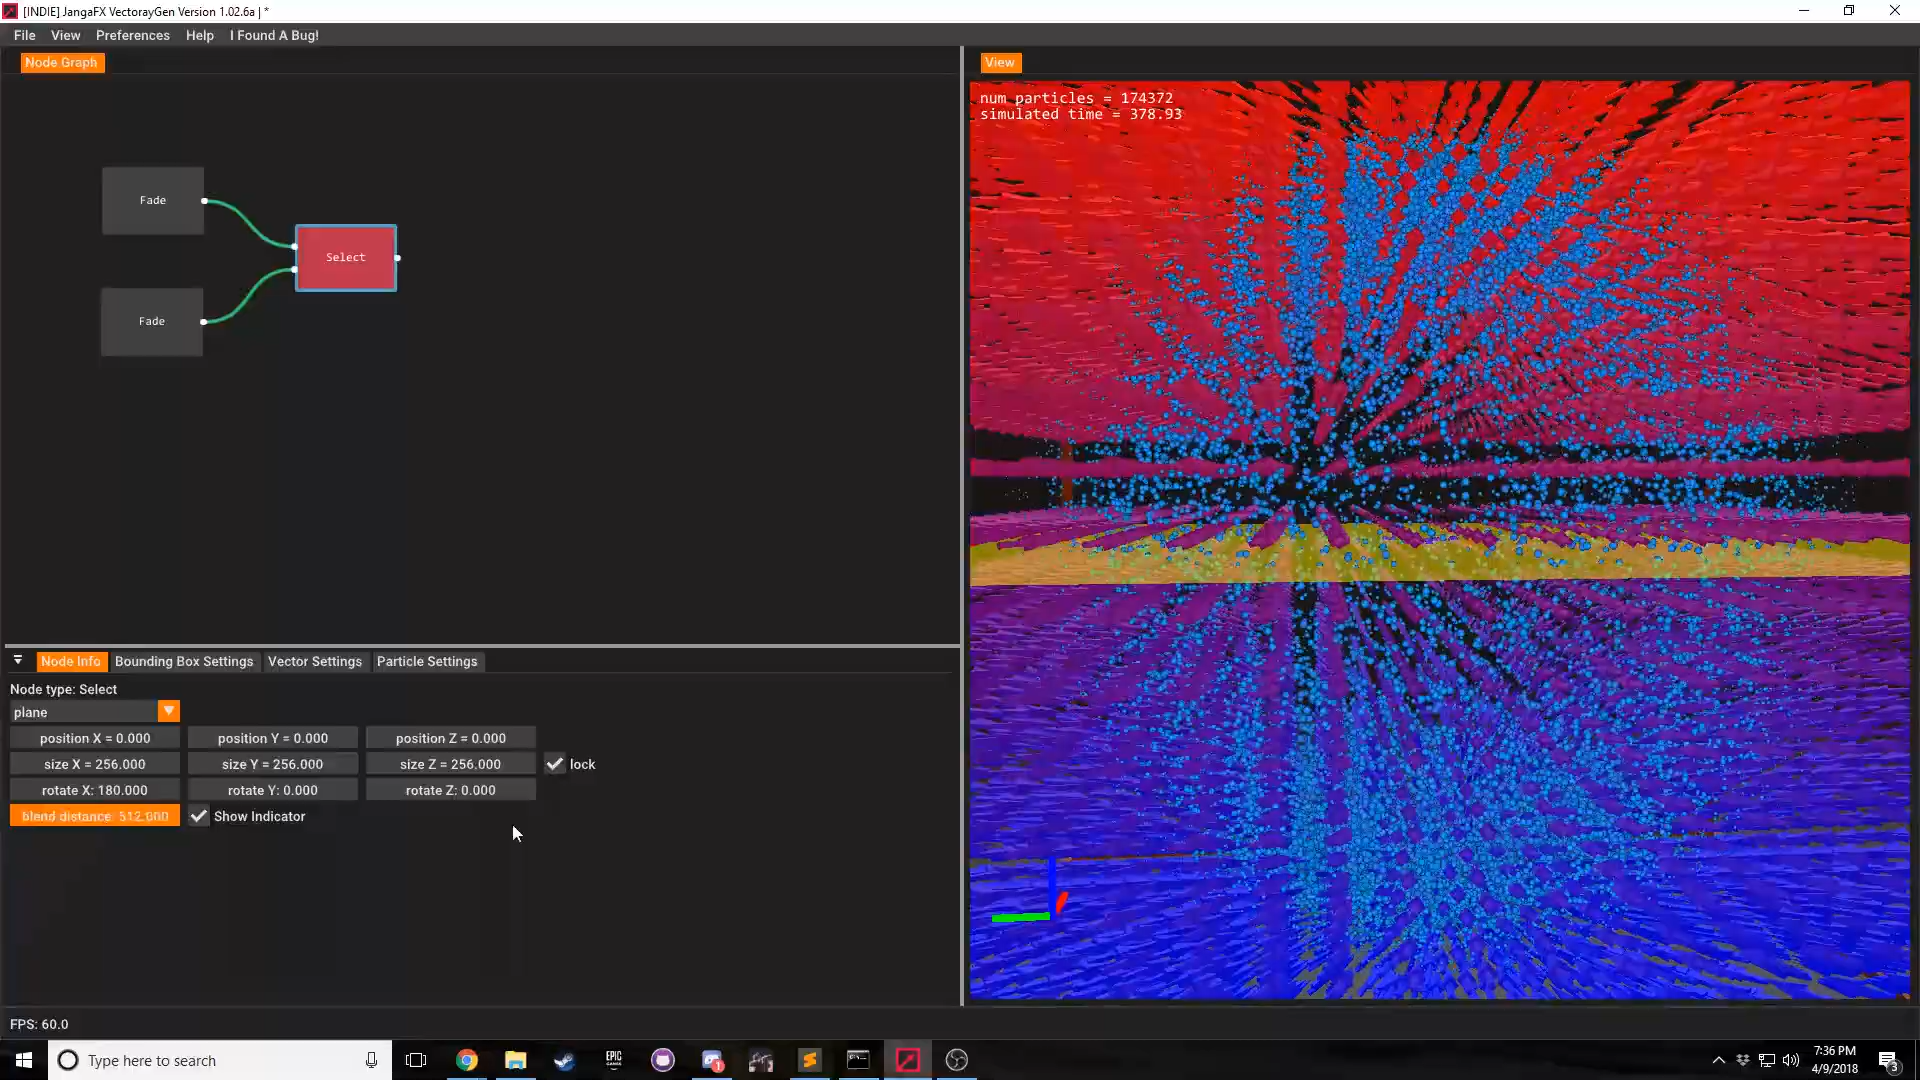 [INDIE] JangaFX VectorayGen Version 1.02.6a | *
File View Preferences Help I Found A Bug!
Node Graph
View
num particles = 174372
simulated time = 378.93
Fade
Select
Fade
Node Info Bounding Box Settings Vector Settings Particle Settings
Node type: Select
plane
position X = 0.000 position Y = 0.000 position Z = 0.000
size X = 256.000 size Y = 256.000 size Z = 256.000 lock
rotate X: 180.000 rotate Y: 0.000 rotate Z: 0.000
blend distance: 512.000 Show Indicator
FPS: 60.0
Type here to search
EPIC
GAMES
1
7:36 PM
4/9/2018
3